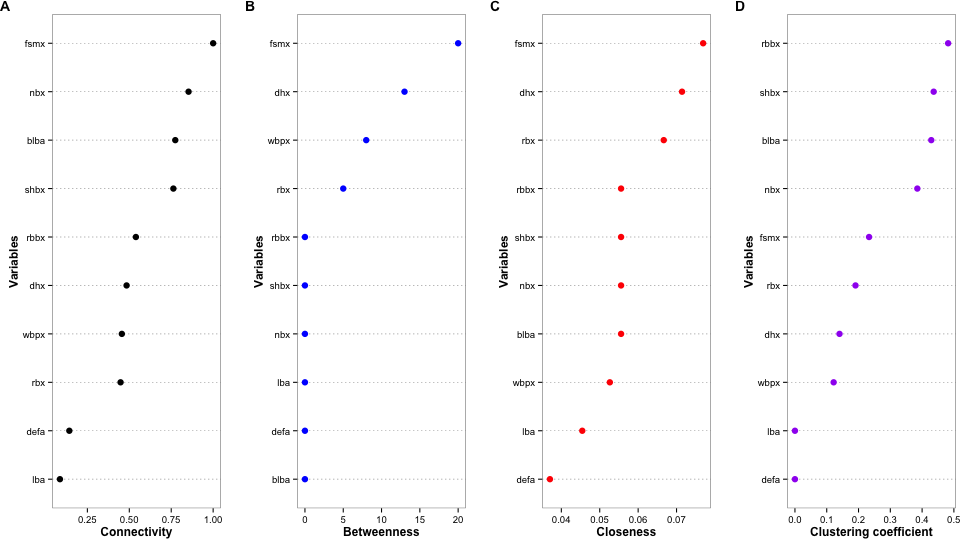 A
Variables
fsmx
nbx
blba
shbx
rbbx
dhx
wbpx
rbx
defa
lba
0.25 0.50 0.75 1.00
Connectivity
B
Variables
fsmx
dhx
wbpx
rbx
rbbx
shbx
nbx
lba
defa
blba
0 5 10 15 20
Betweenness
C
Variables
fsmx
dhx
rbx
rbbx
shbx
nbx
blba
wbpx
lba
defa
0.04 0.05 0.06 0.07
Closeness
D
Variables
rbbx
shbx
blba
nbx
fsmx
rbx
dhx
wbpx
lba
defa
0.0 0.1 0.2 0.3 0.4 0.5
Clustering coefficient